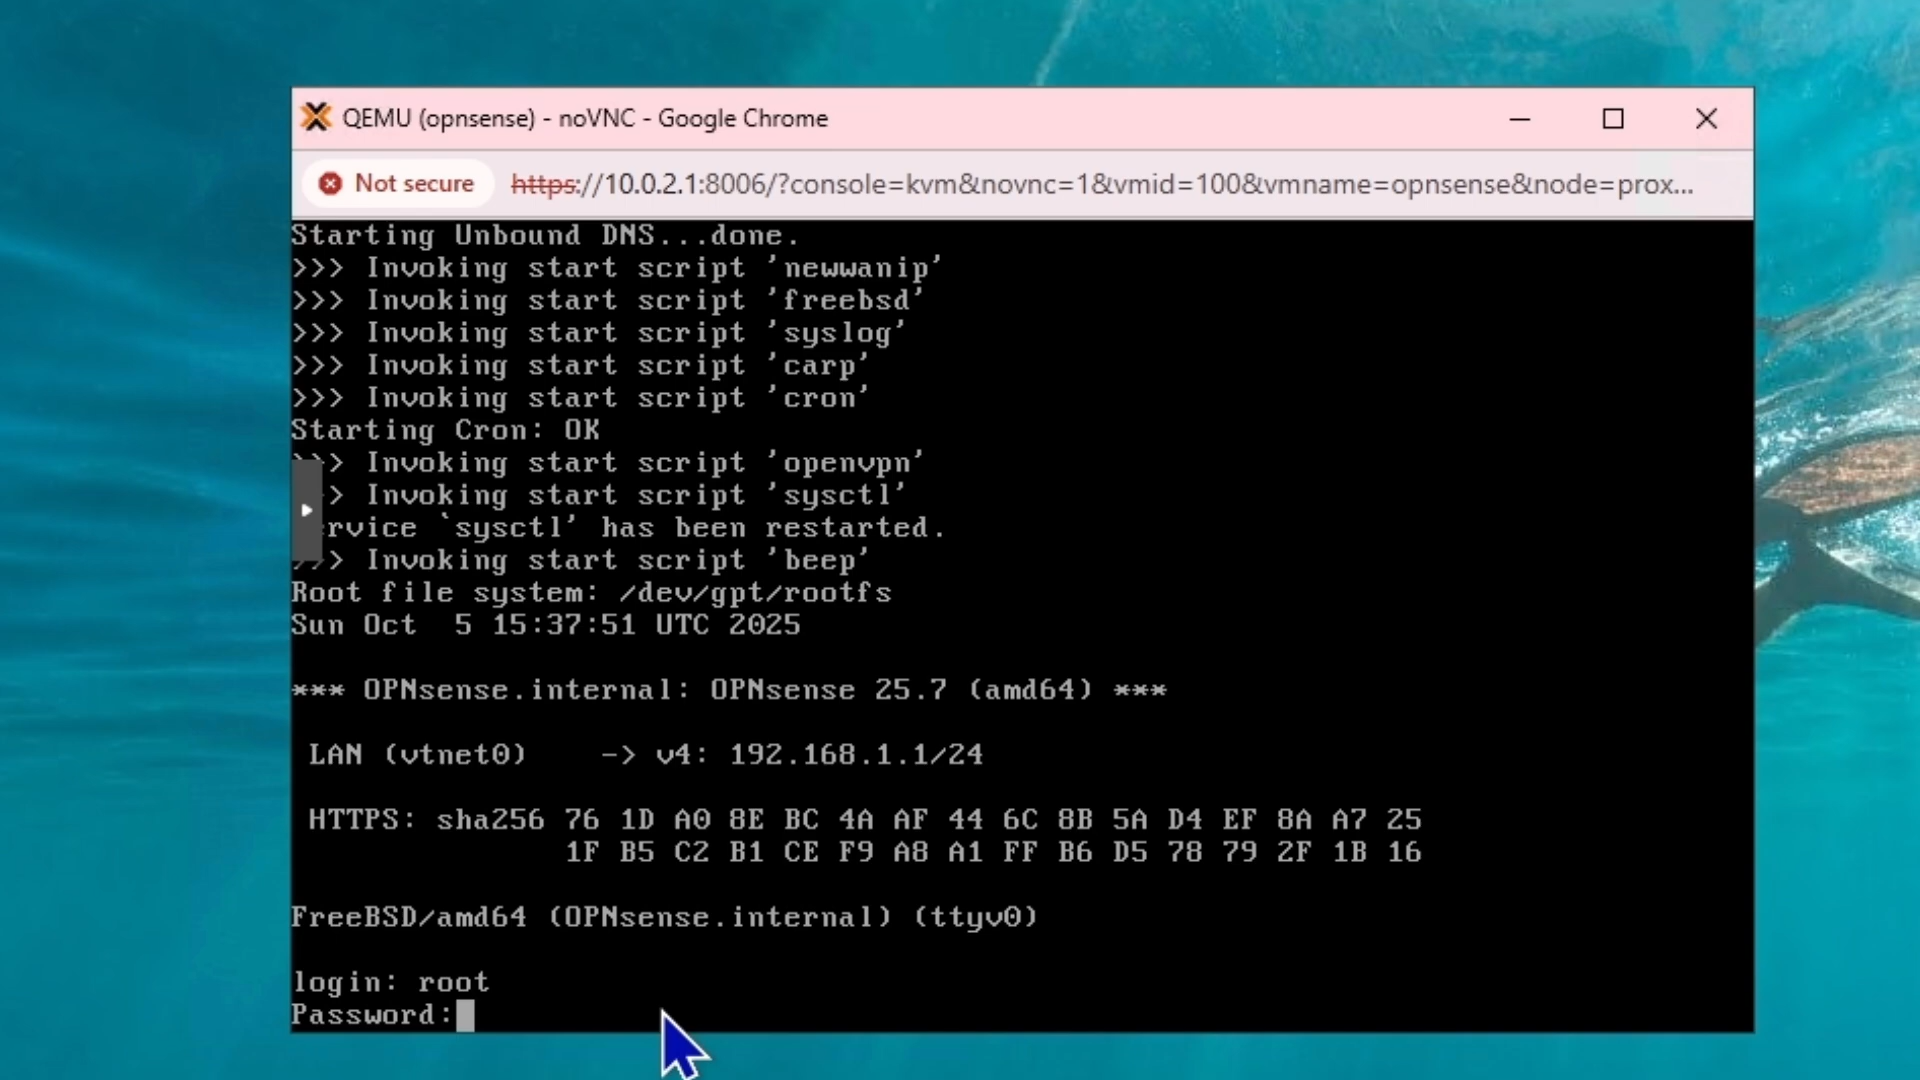 QEMU (opnsense) - noVNC - Google Chrome
Not secure https://10.0.2.1:8006/?console=kvm&novnc=1&vmid=100&vmname=opnsense&node=prox...
Starting Unbound DNS...done.
>>> Invoking start script 'newwanip'
>>> Invoking start script 'freebsd'
>>> Invoking start script 'syslog'
>>> Invoking start script 'carp'
>>> Invoking start script 'cron'
Starting Cron: OK
>>> Invoking start script 'openvpn'
> Invoking start script 'sysctl'
rvice `sysctl' has been restarted.
>> Invoking start script 'beep'
Root file system: /dev/gpt/rootfs
Sun Oct  5 15:37:51 UTC 2025
*** OPNsense.internal: OPNsense 25.7 (amd64) ***
LAN (vtnet0)    -> v4: 192.168.1.1/24
HTTPS: sha256 76 1D A0 8E BC 4A AF 44 6C 8B 5A D4 EF 8A A7 25
1F B5 C2 B1 CE F9 A8 A1 FF B6 D5 78 79 2F 1B 16
FreeBSD/amd64 (OPNsense.internal) (ttyv0)
login: root
Password: